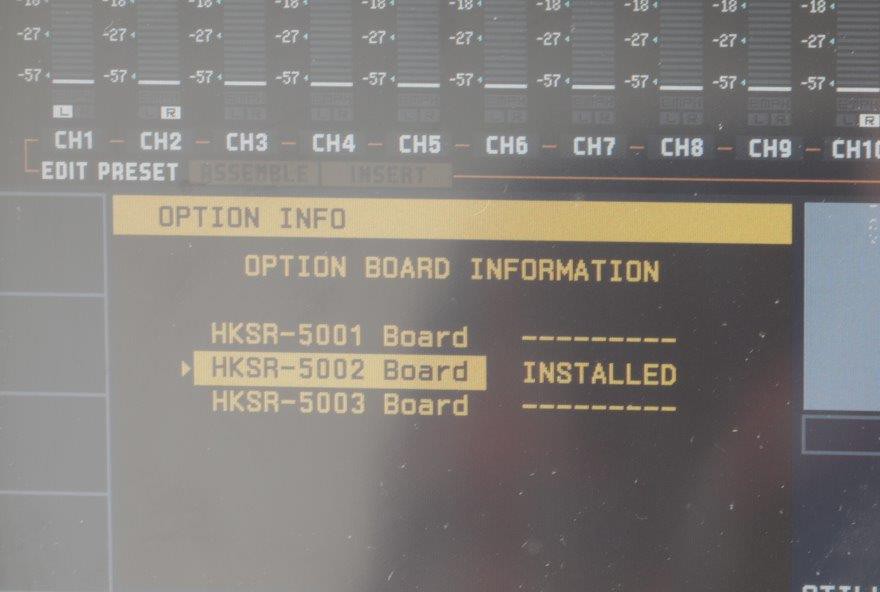 -18 -18 -18 -18 -18 -18 -18 -18 -18 -18
-27 -27 -27 -27 -27 -27 -27 -27 -27 -27
-57 -57 -57 -57 -57 -57 -57 -57 -57 -57
L R R
CH1 CH2 CH3 CH4 CH5 CH6 CH7 CH8 CH9 CH10
EDIT PRESET ASSEMBLE INSERT
OPTION INFO
OPTION BOARD INFORMATION
HKSR-5001 Board ---------
HKSR-5002 Board INSTALLED
HKSR-5003 Board ---------